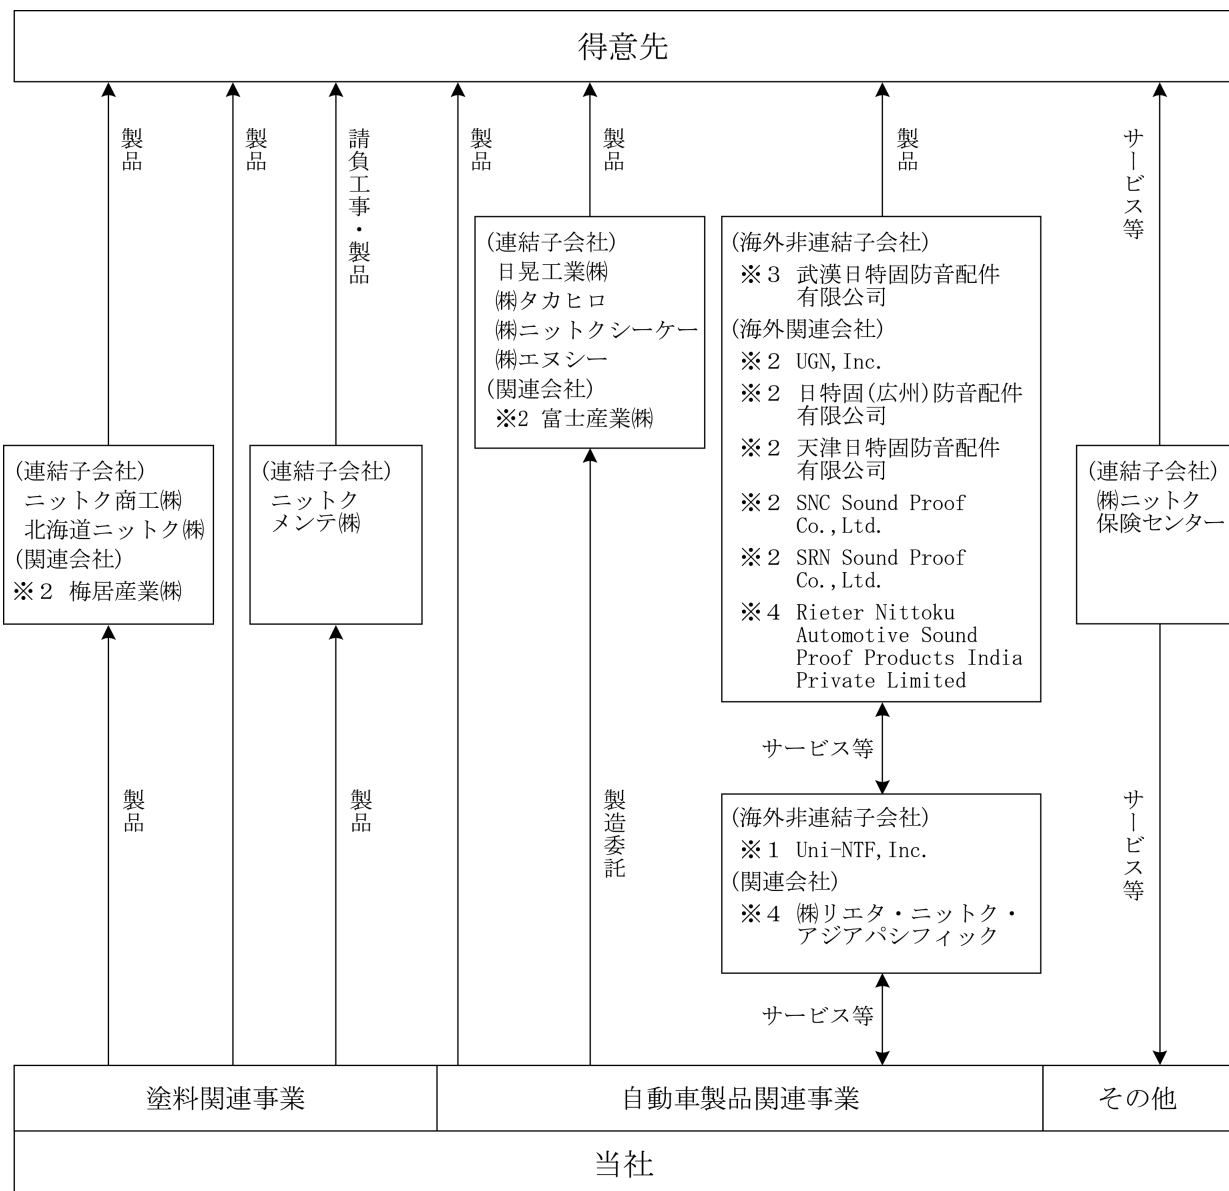 得意先
製品
製品
請負工事・製品
製品
製品
製品
サービス等
(連結子会社)
日晃工業㈱
㈱タカヒロ
㈱ニットクシーケー
㈱エヌシー
(関連会社)
※2 富士産業㈱
(海外非連結子会社)
※3 武漢日特固防音配件
有限公司
(海外関連会社)
※2 UGN,Inc.
※2 日特固(広州)防音配件
有限公司
※2 天津日特固防音配件
有限公司
※2 SNC Sound Proof
Co.,Ltd.
※2 SRN Sound Proof
Co.,Ltd.
※4 Rieter Nittoku
Automotive Sound
Proof Products India
Private Limited
(連結子会社)
ニットク商工㈱
北海道ニットク㈱
(関連会社)
※2 梅居産業㈱
(連結子会社)
ニットク
メンテ㈱
(連結子会社)
㈱ニットク
保険センター
サービス等
製品
製品
製造委託
(海外非連結子会社)
※1 Uni-NTF,Inc.
(関連会社)
※4 ㈱リエタ・ニットク・
アジアパシフィック
サービス等
サービス等
塗料関連事業
自動車製品関連事業
その他
当社